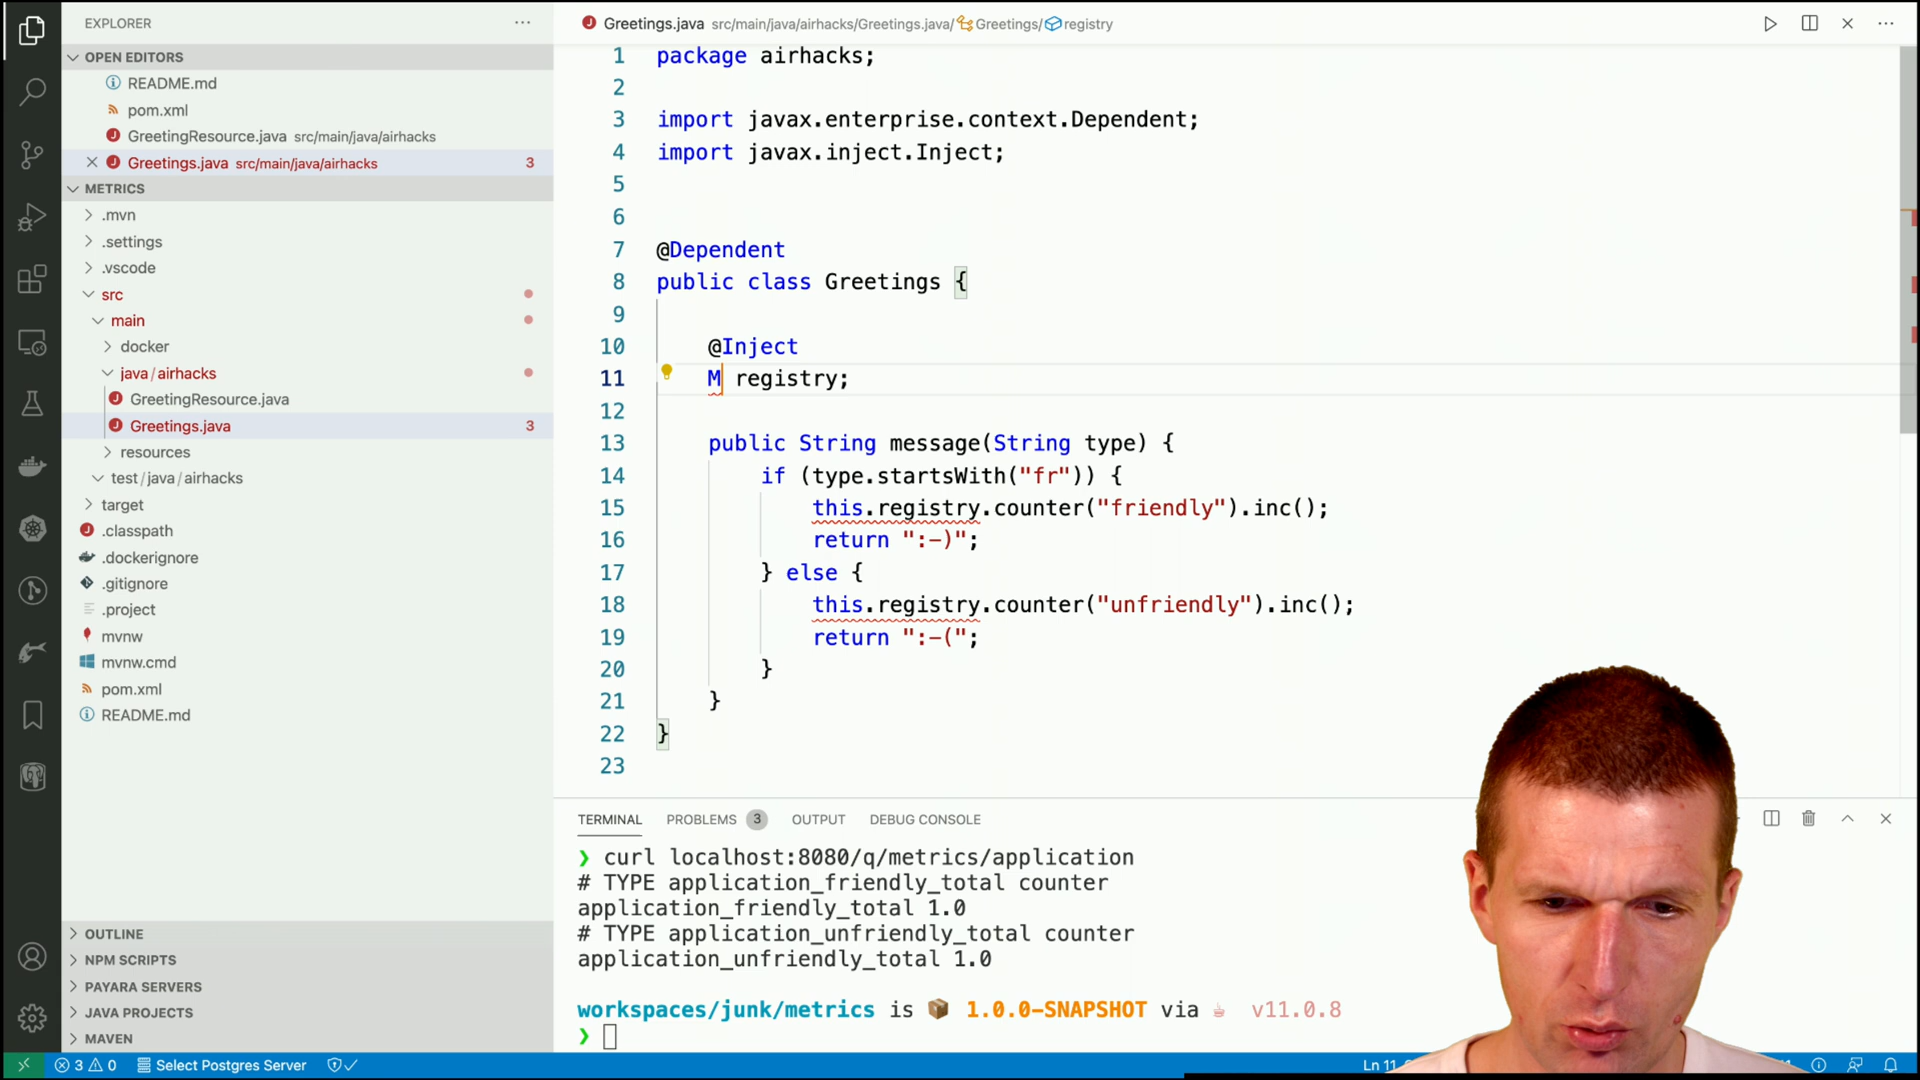 EXPLORER
OPEN EDITORS
README.md
pom.xml
GreetingResource.java src/main/java/airhacks
Greetings.java src/main/java/airhacks 3
METRICS
.mvn
.settings
.vscode
src
main
docker
java / airhacks
GreetingResource.java
Greetings.java 3
resources
test / java / airhacks
target
.classpath
.dockerignore
.gitignore
.project
mvnw
mvnw.cmd
pom.xml
README.md
OUTLINE
NPM SCRIPTS
PAYARA SERVERS
JAVA PROJECTS
MAVEN
Greetings.java src/main/java/airhacks/Greetings.java/ Greetings/ registry
1 package airhacks;
2
3 import javax.enterprise.context.Dependent;
4 import javax.inject.Inject;
5
6
7 @Dependent
8 public class Greetings {
9
10 @Inject
11 M registry;
12
13 public String message(String type) {
14 if (type.startsWith("fr")) {
15 this.registry.counter("friendly").inc();
16 return ":-)";
17 } else {
18 this.registry.counter("unfriendly").inc();
19 return ":-(";
20 }
21 }
22 }
23
TERMINAL PROBLEMS 3 OUTPUT DEBUG CONSOLE
❯ curl localhost:8080/q/metrics/application
# TYPE application_friendly_total counter
application_friendly_total 1.0
# TYPE application_unfriendly_total counter
application_unfriendly_total 1.0
workspaces/junk/metrics is 📦 1.0.0-SNAPSHOT via ☕ v11.0.8
❯
3 0 Select Postgres Server Ln 11